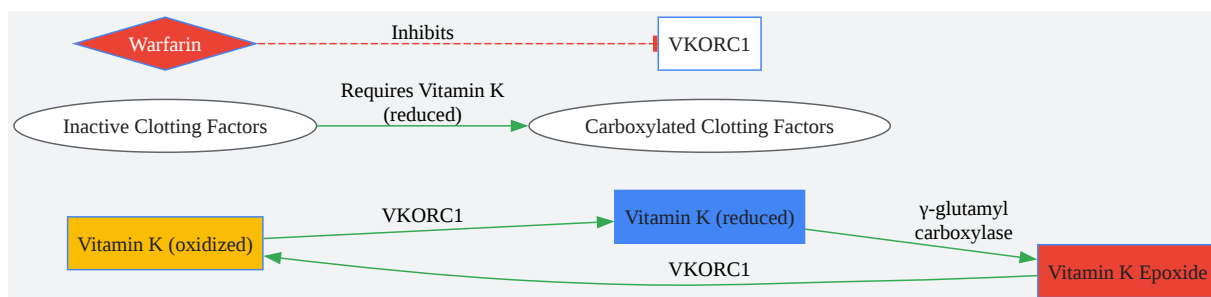 Warfarin
Inhibits
VKORC1
Inactive Clotting Factors
Requires Vitamin K
(reduced)
Carboxylated Clotting Factors
Vitamin K (oxidized)
VKORC1
Vitamin K (reduced)
γ-glutamyl
carboxylase
VKORC1
Vitamin K Epoxide